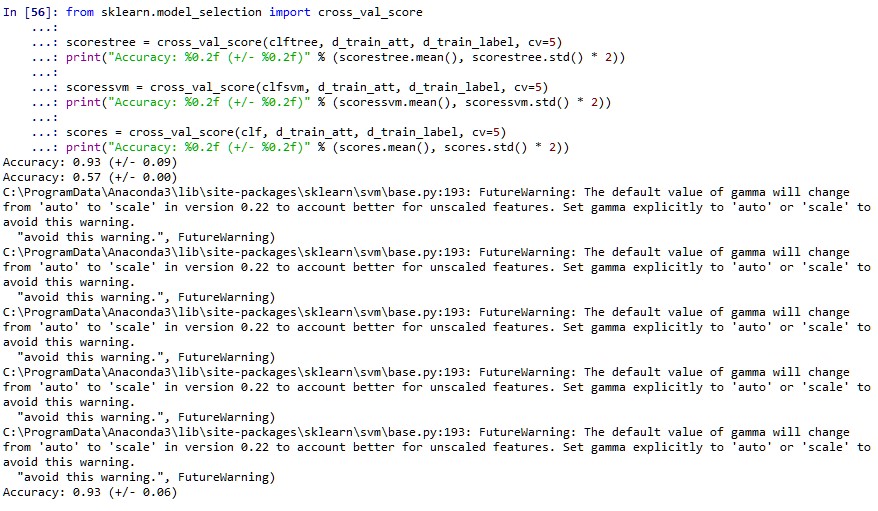 In [56]: from sklearn.model_selection import cross_val_score
    ...:
    ...: scorestree = cross_val_score(clftree, d_train_att, d_train_label, cv=5)
    ...: print("Accuracy: %0.2f (+/- %0.2f)" % (scorestree.mean(), scorestree.std() * 2))
    ...:
    ...: scoressvm = cross_val_score(clfsvm, d_train_att, d_train_label, cv=5)
    ...: print("Accuracy: %0.2f (+/- %0.2f)" % (scoressvm.mean(), scoressvm.std() * 2))
    ...:
    ...: scores = cross_val_score(clf, d_train_att, d_train_label, cv=5)
    ...: print("Accuracy: %0.2f (+/- %0.2f)" % (scores.mean(), scores.std() * 2))
Accuracy: 0.93 (+/- 0.09)
Accuracy: 0.57 (+/- 0.00)
C:\ProgramData\Anaconda3\lib\site-packages\sklearn\svm\base.py:193: FutureWarning: The default value of gamma will change
from 'auto' to 'scale' in version 0.22 to account better for unscaled features. Set gamma explicitly to 'auto' or 'scale' to
avoid this warning.
  "avoid this warning.", FutureWarning)
C:\ProgramData\Anaconda3\lib\site-packages\sklearn\svm\base.py:193: FutureWarning: The default value of gamma will change
from 'auto' to 'scale' in version 0.22 to account better for unscaled features. Set gamma explicitly to 'auto' or 'scale' to
avoid this warning.
  "avoid this warning.", FutureWarning)
C:\ProgramData\Anaconda3\lib\site-packages\sklearn\svm\base.py:193: FutureWarning: The default value of gamma will change
from 'auto' to 'scale' in version 0.22 to account better for unscaled features. Set gamma explicitly to 'auto' or 'scale' to
avoid this warning.
  "avoid this warning.", FutureWarning)
C:\ProgramData\Anaconda3\lib\site-packages\sklearn\svm\base.py:193: FutureWarning: The default value of gamma will change
from 'auto' to 'scale' in version 0.22 to account better for unscaled features. Set gamma explicitly to 'auto' or 'scale' to
avoid this warning.
  "avoid this warning.", FutureWarning)
C:\ProgramData\Anaconda3\lib\site-packages\sklearn\svm\base.py:193: FutureWarning: The default value of gamma will change
from 'auto' to 'scale' in version 0.22 to account better for unscaled features. Set gamma explicitly to 'auto' or 'scale' to
avoid this warning.
  "avoid this warning.", FutureWarning)
Accuracy: 0.93 (+/- 0.06)